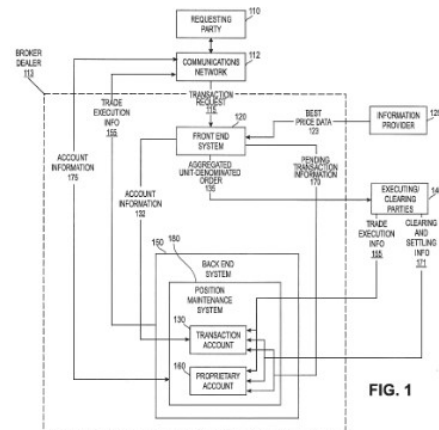 REQUESTING
PARTY
110
BROKER
DEALER
113
COMMUNICATIONS
NETWORK
112
TRANSACTION
REQUEST
115
TRADE
EXECUTION
INFO
165
FRONT END
SYSTEM
120
BEST
PRICE DATA
INFORMATION
PROVIDER
ACCOUNT
INFORMATION
175
ACCOUNT
INFORMATION
132
AGGREGATED
UNIT-DENOMINATED
ORDER
135
PENDING
TRANSACTION
INFORMATION
170
EXECUTING/
CLEARING
PARTIES
TRADE
EXECUTION
INFO
165
CLEARING
AND
SETTLING
INFO
171
150
180
BACK END
SYSTEM
POSITION
MAINTENANCE
SYSTEM
130
TRANSACTION
ACCOUNT
160
PROPRIETARY
ACCOUNT
FIG. 1